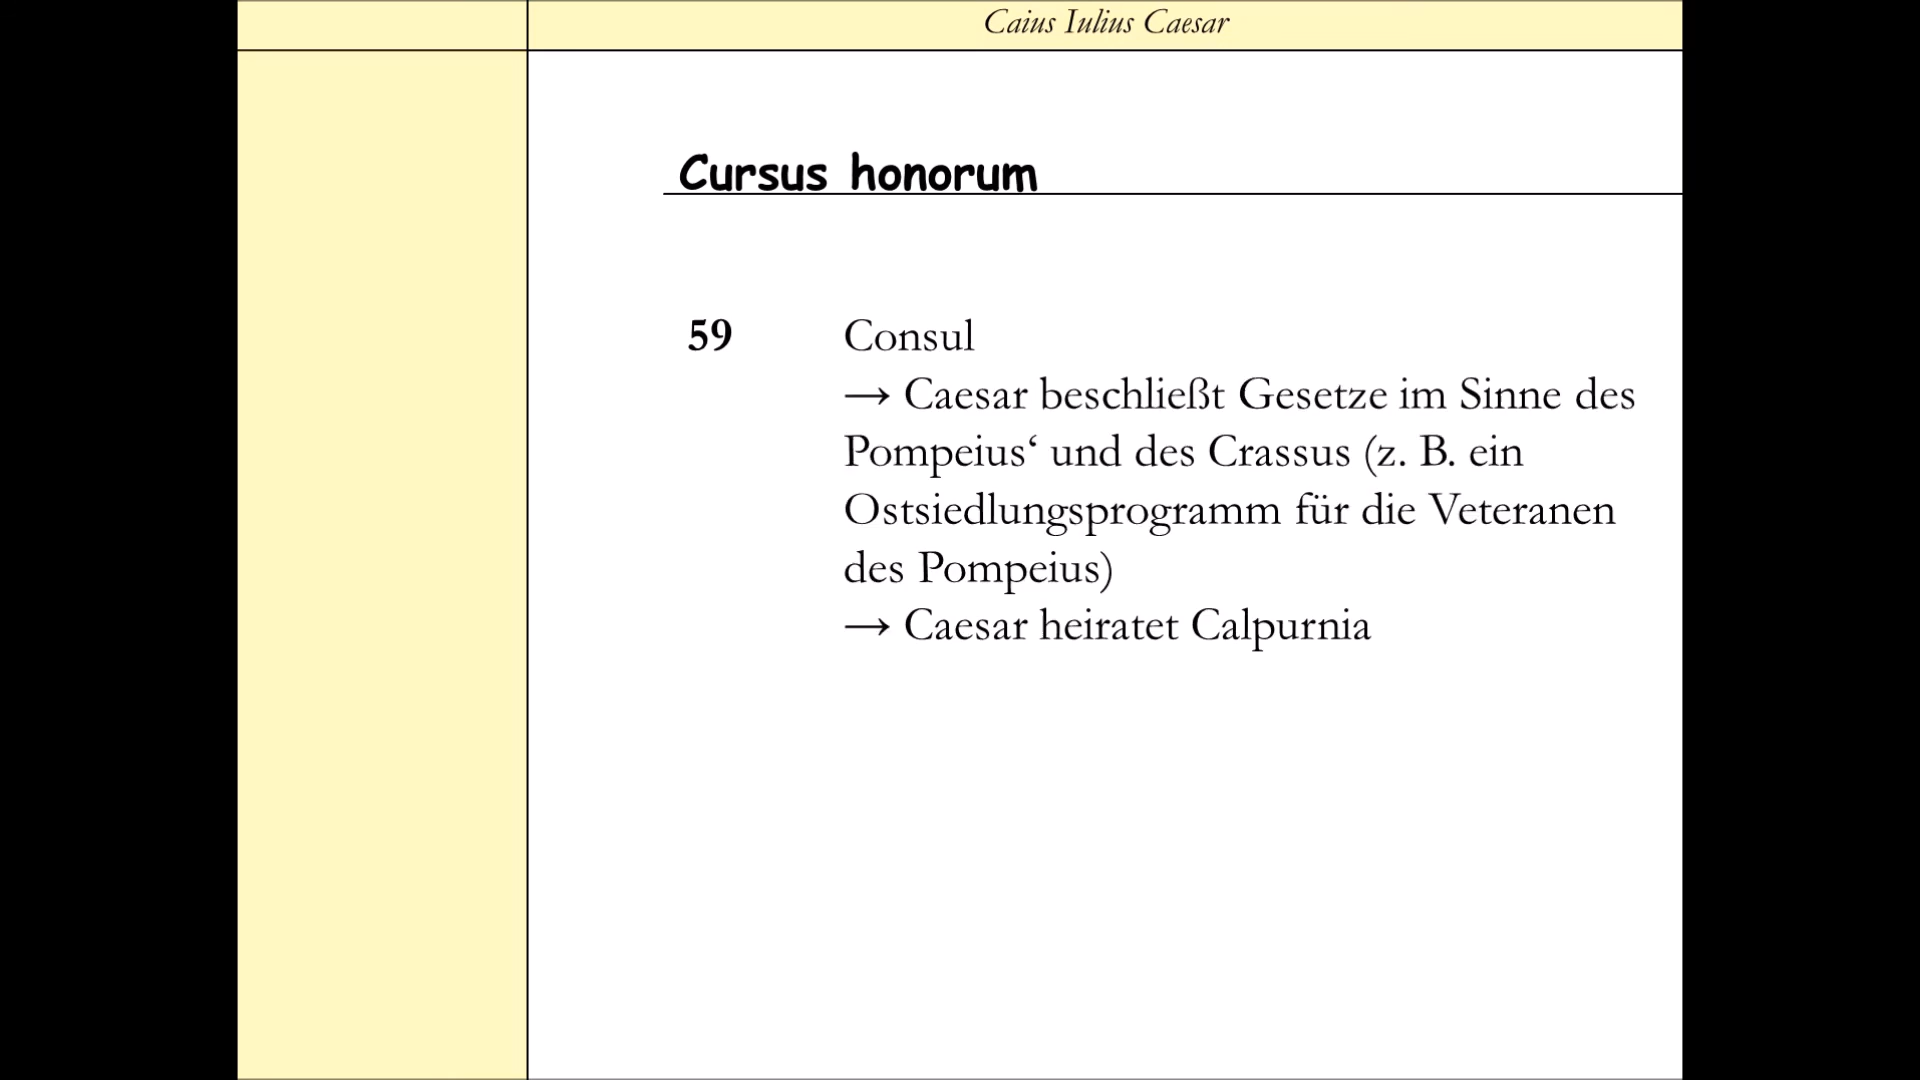 Caius Iulius Caesar
Cursus honorum
59 Consul
→ Caesar beschließt Gesetze im Sinne des
Pompeius‘ und des Crassus (z. B. ein
Ostsiedlungsprogramm für die Veteranen
des Pompeius)
→ Caesar heiratet Calpurnia